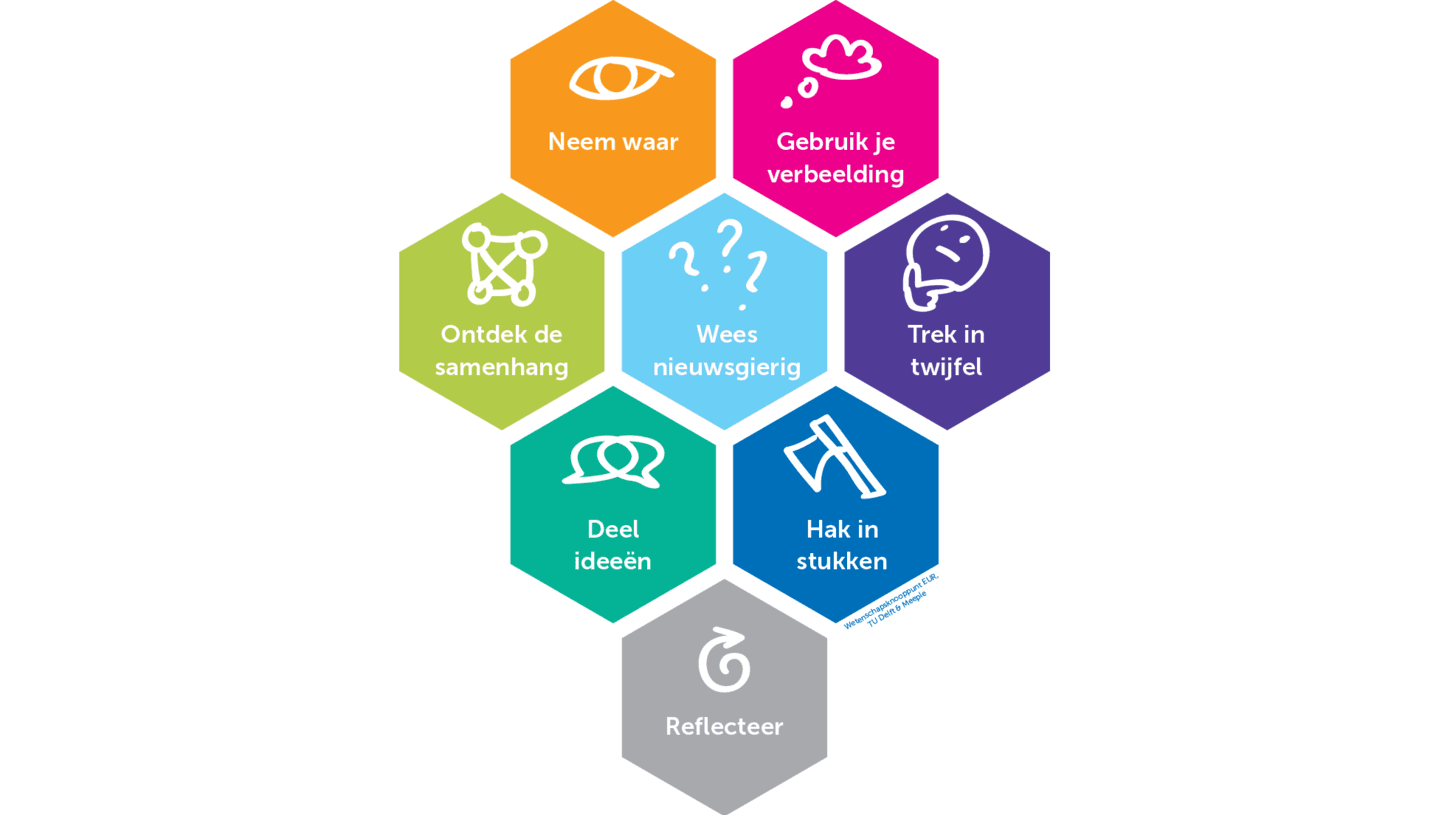 Neem waar
Gebruik je
verbeelding
Ontdek de
samenhang
Wees
nieuwsgierig
Trek in
twijfel
Deel
ideeën
Hak in
stukken
Wetenschapsknooppunt EUR,
TU Delft & Meeple
Reflecteer